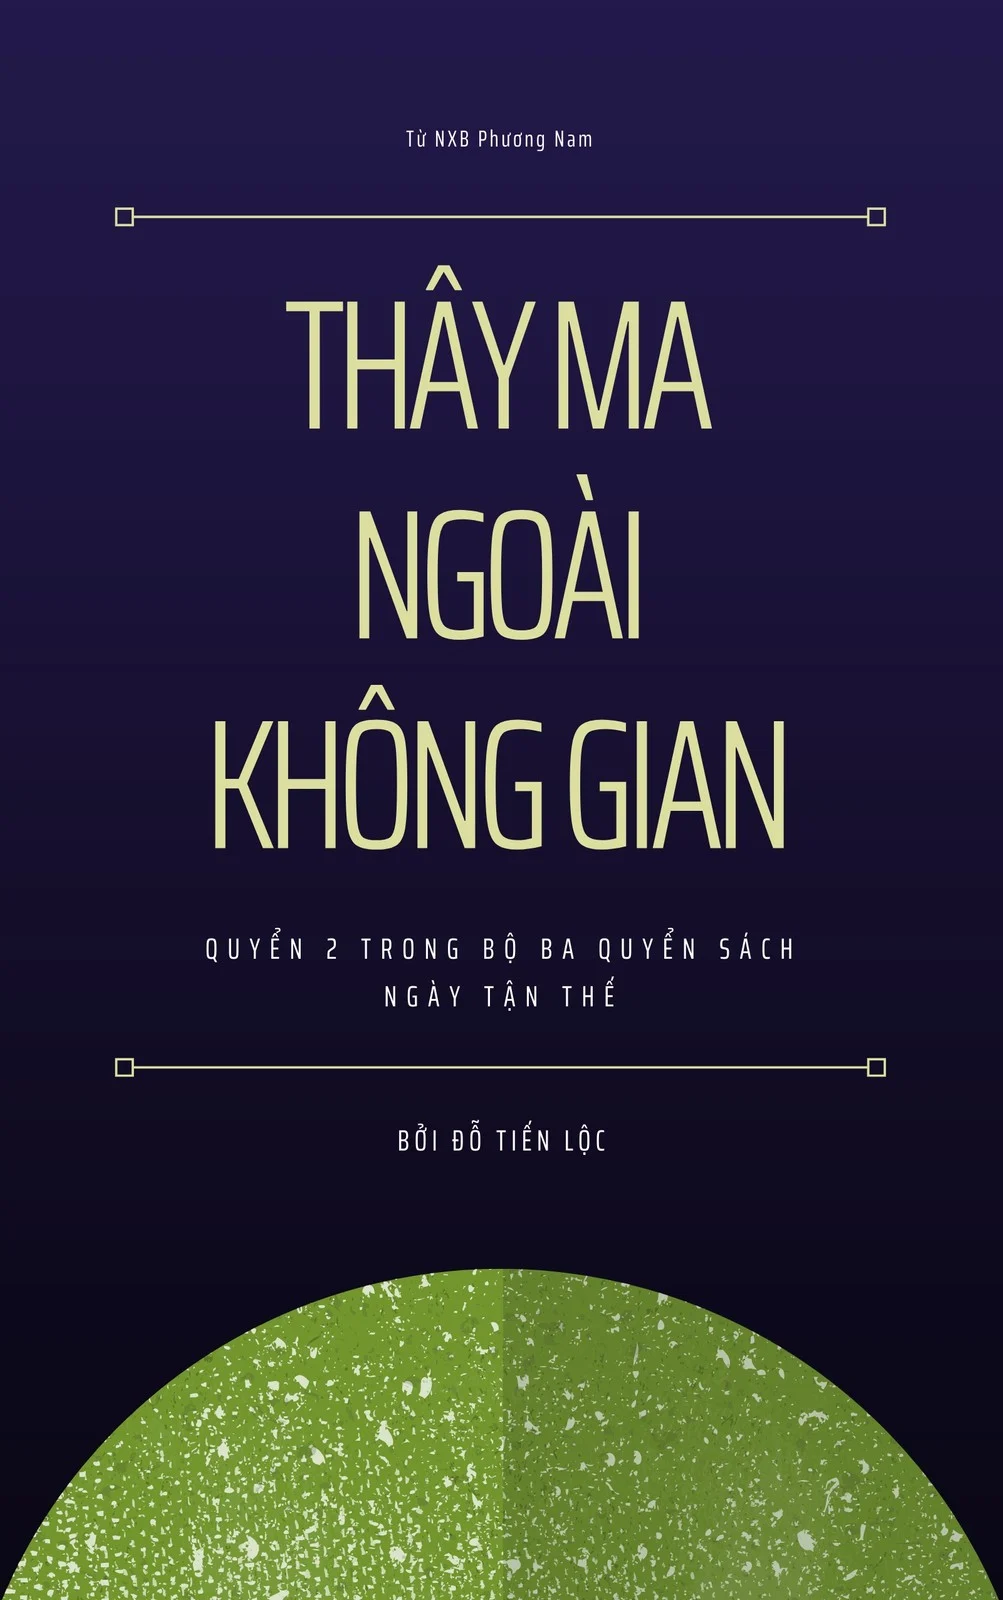 Từ NXB Phương Nam
THÂY MA
NGOÀI
KHÔNG GIAN
QUYỂN 2 TRONG BỘ BA QUYỂN SÁCH
NGÀY TẬN THẾ
BỞI ĐỖ TIẾN LỘC